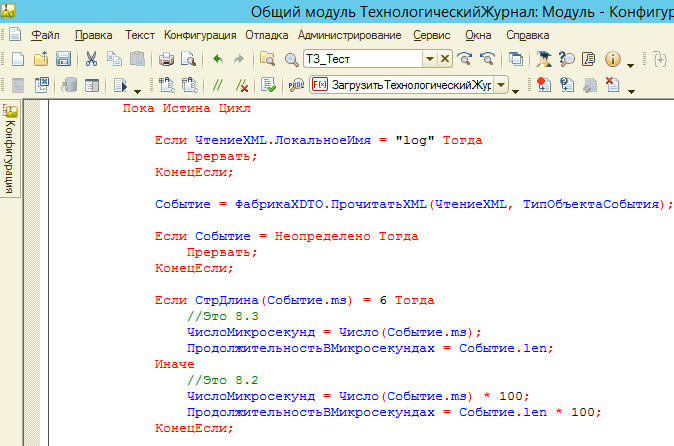 Общий модуль ТехнологическийЖурнал: Модуль - Конфигур
Файл Правка Текст Конфигурация Отладка Администрирование Сервис Окна Справка
ТЗ_Тест
ЗагрузитьТехнологическийЖур
Конфигурация
Пока Истина Цикл
Если ЧтениеXML.ЛокальноеИмя = "log" Тогда
Прервать;
КонецЕсли;
Событие = ФабрикаXDTO.ПрочитатьXML(ЧтениеXML, ТипОбъектаСобытия);
Если Событие = Неопределено Тогда
Прервать;
КонецЕсли;
Если СтрДлина(Событие.ms) = 6 Тогда
//Это 8.3
ЧислоМикросекунд = Число(Событие.ms);
ПродолжительностьВМикросекундах = Событие.len;
Иначе
//Это 8.2
ЧислоМикросекунд = Число(Событие.ms) * 100;
ПродолжительностьВМикросекундах = Событие.len * 100;
КонецЕсли;